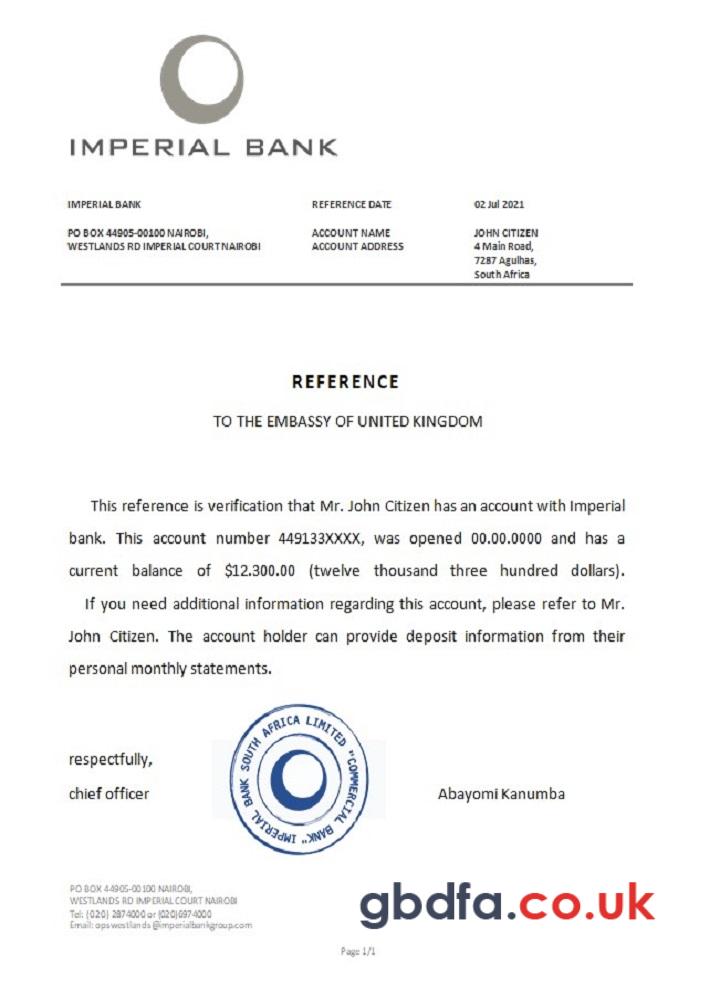 IMPERIAL BANK
IMPERIAL BANK REFERENCE DATE 02 Jul 2021
PO BOX 44905-00100 NAIROBI, ACCOUNT NAME JOHN CITIZEN
WESTLANDS RD IMPERIAL COURT NAIROBI ACCOUNT ADDRESS 4 Main Road,
7287 Agulhas,
South Africa
REFERENCE
TO THE EMBASSY OF UNITED KINGDOM
This reference is verification that Mr. John Citizen has an account with Imperial
bank. This account number 449133XXXX, was opened 00.00.0000 and has a
current balance of $12.300.00 (twelve thousand three hundred dollars).
If you need additional information regarding this account, please refer to Mr.
John Citizen. The account holder can provide deposit information from their
personal monthly statements.
IMPERIAL BANK SOUTH AFRICA LIMITED "COMMERCIAL BANK"
respectfully,
chief officer Abayomi Kanumba
PO BOX 44905-00100 NAIROBI,
WESTLANDS RD IMPERIAL COURT NAIROBI
Tel: (020) 2874000 or (020)6974000
Email: opswestlands@imperialbankgroup.com
gbdfa.co.uk
Page 1/1